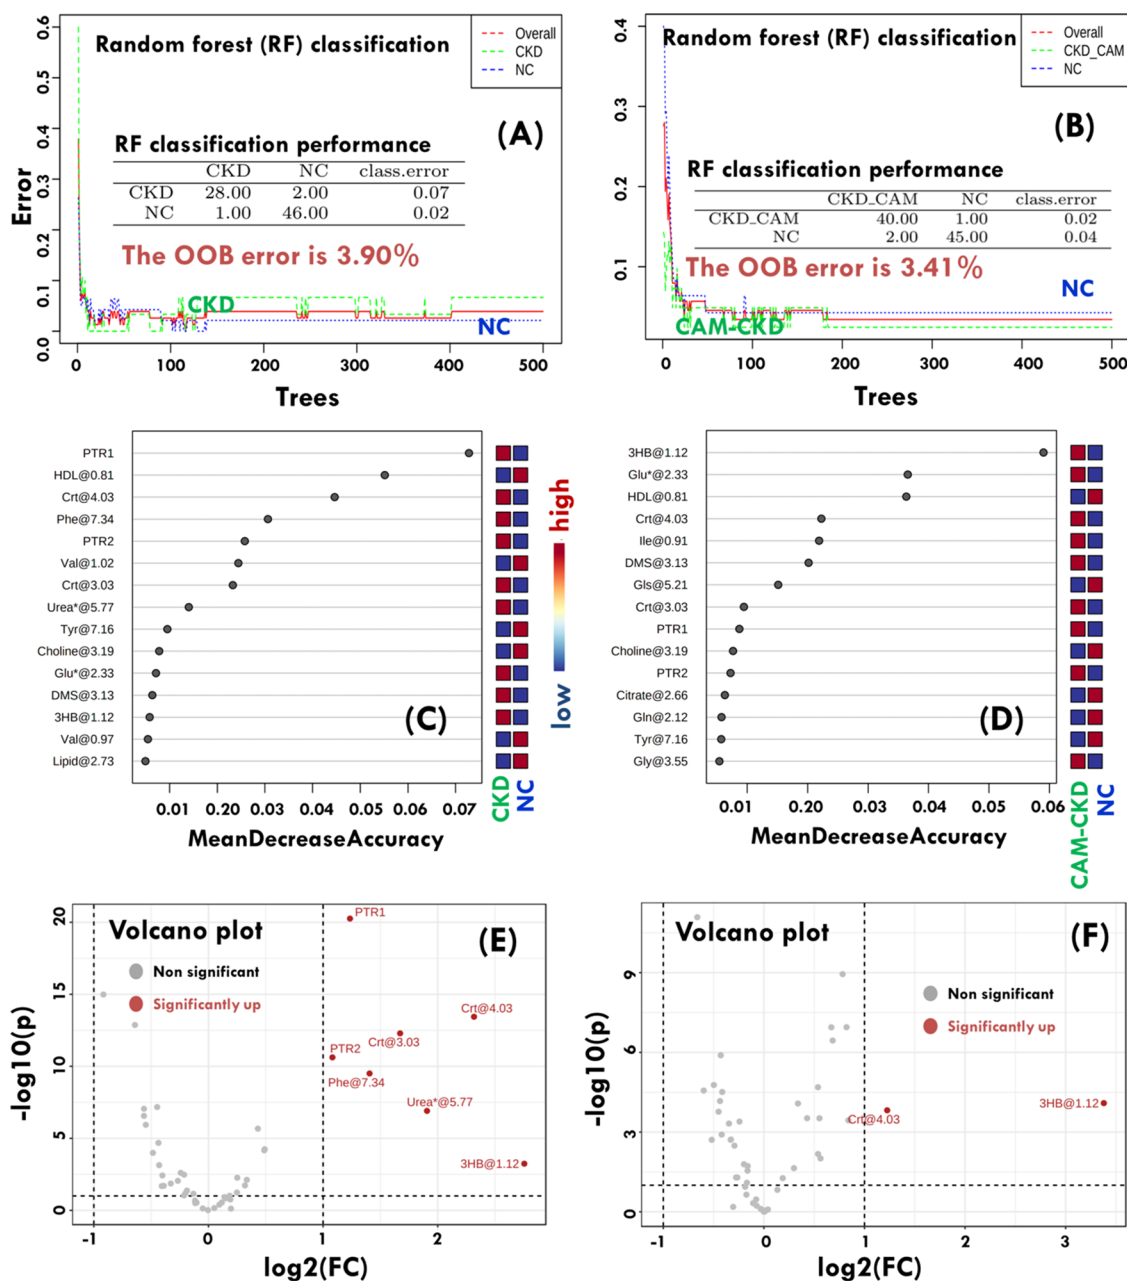 Random forest (RF) classification
Overall
CKD
NC
(A)
RF classification performance
CKD NC class.error
CKD 28.00 2.00 0.07
NC 1.00 46.00 0.02
The OOB error is 3.90%
CKD
NC
Error
0.0 0.1 0.2 0.3 0.4 0.5 0.6
0 100 200 300 400 500
Trees
Random forest (RF) classification
Overall
CKD_CAM
NC
(B)
RF classification performance
CKD_CAM NC class.error
CKD_CAM 40.00 1.00 0.02
NC 2.00 45.00 0.04
The OOB error is 3.41%
NC
CAM-CKD
0.1 0.2 0.3 0.4
0 100 200 300 400 500
Trees
PTR1
HDL@0.81
Crt@4.03
Phe@7.34
PTR2
Val@1.02
Crt@3.03
Urea*@5.77
Tyr@7.16
Choline@3.19
Glu*@2.33
DMS@3.13
3HB@1.12
Val@0.97
Lipid@2.73
(C)
0.01 0.02 0.03 0.04 0.05 0.06 0.07
MeanDecreaseAccuracy
CKD
NC
high
low
3HB@1.12
Glu*@2.33
HDL@0.81
Crt@4.03
Ile@0.91
DMS@3.13
Gls@5.21
Crt@3.03
PTR1
Choline@3.19
PTR2
Citrate@2.66
Gln@2.12
Tyr@7.16
Gly@3.55
(D)
0.01 0.20 0.03 0.04 0.05 0.06
MeanDecreaseAccuracy
CAM-CKD
NC
Volcano plot
(E)
Non significant
Significantly up
PTR1
Crt@4.03
Crt@3.03
PTR2
Phe@7.34
Urea*@5.77
3HB@1.12
-log10(p)
0 5 10 15 20
-1 0 1 2
log2(FC)
Volcano plot
(F)
Non significant
Significantly up
3HB@1.12
Crt@4.03
-log10(p)
0 3 6 9
-1 0 1 2 3
log2(FC)